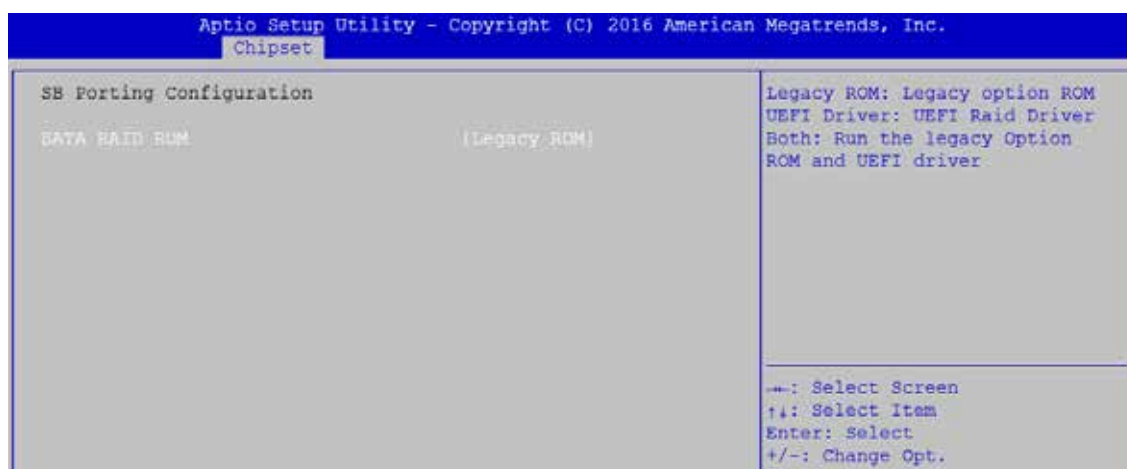 Aptio Setup Utility - Copyright (C) 2016 American Megatrends, Inc.
Chipset
SB Porting Configuration
SATA RAID ROM [Legacy ROM]
Legacy ROM: Legacy option ROM
UEFI Driver: UEFI Raid Driver
Both: Run the legacy Option
ROM and UEFI driver
→←: Select Screen
↑↓: Select Item
Enter: Select
+/-: Change Opt.